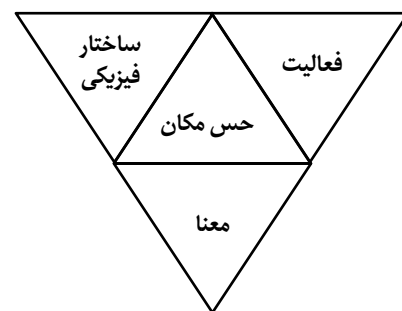 ساختار
فیزیکی
فعالیت
حس مکان
معنا